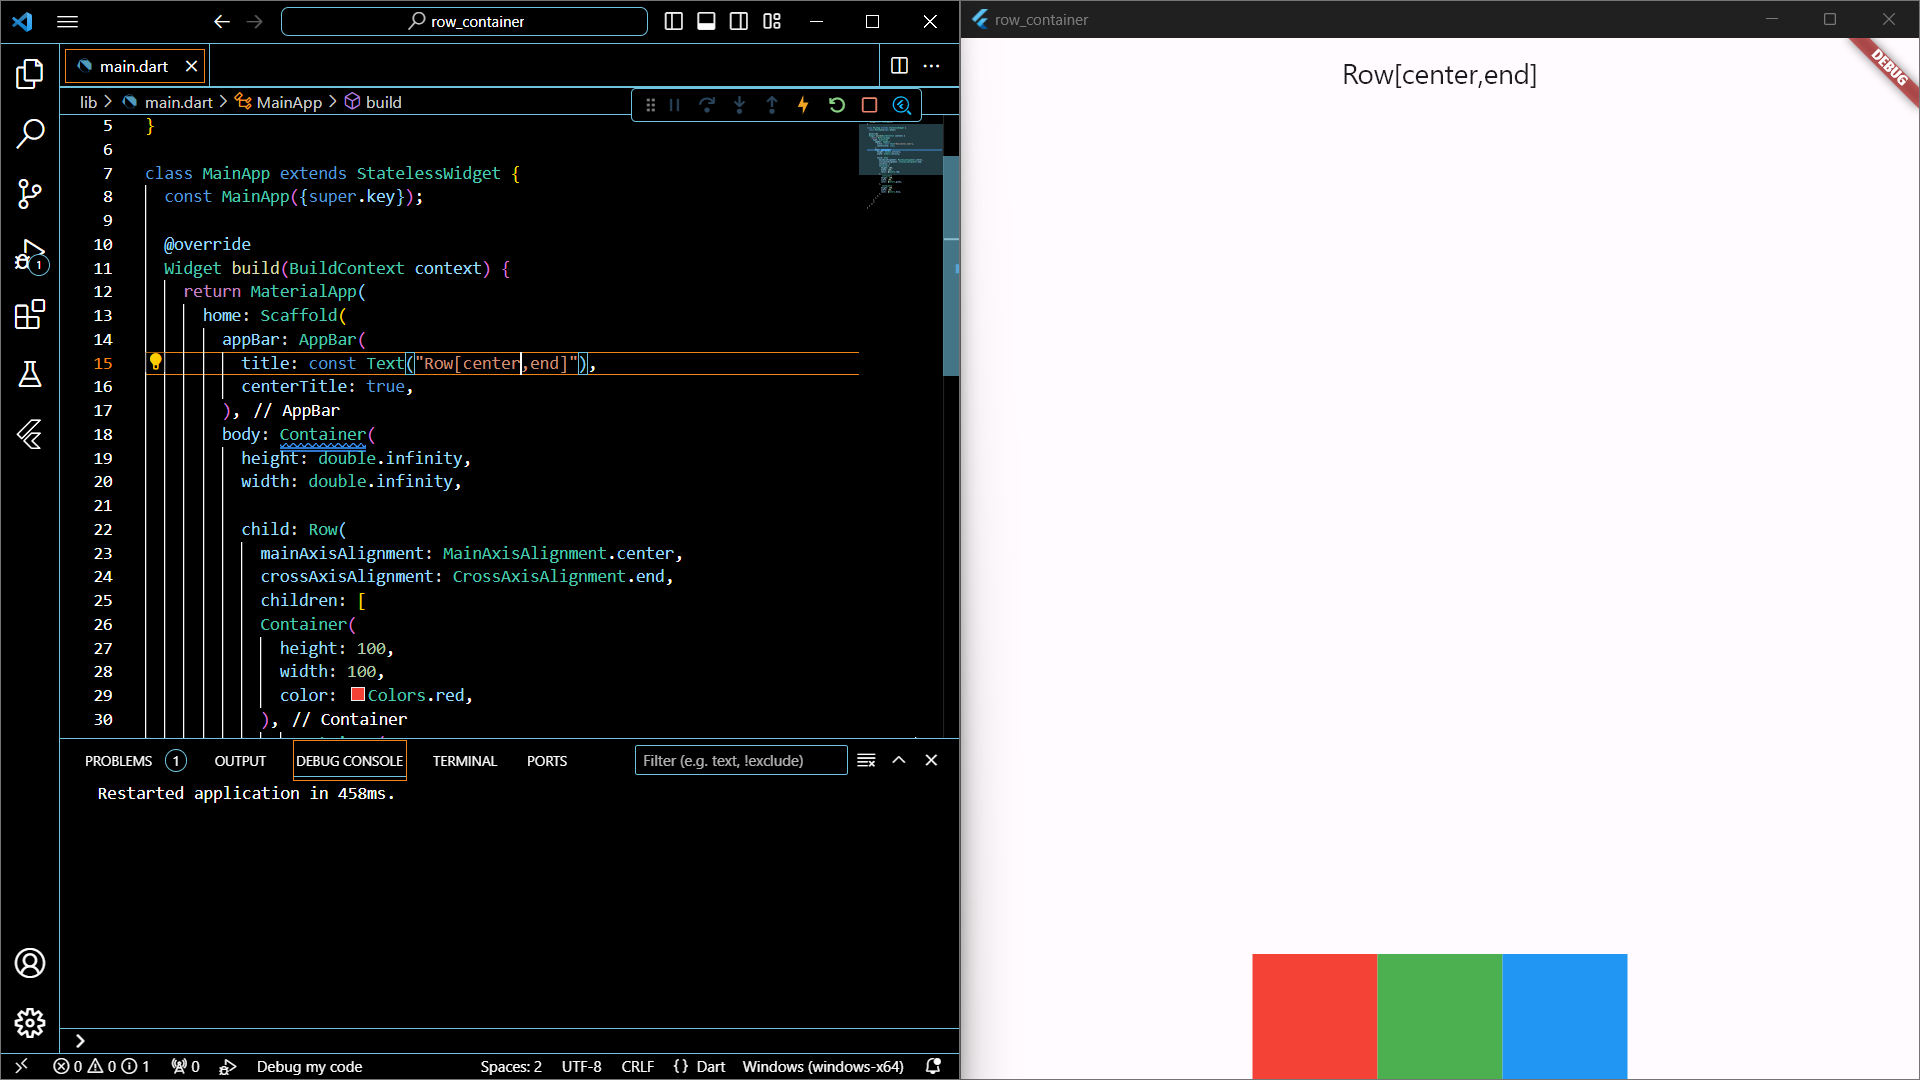 row_container
main.dart
lib > main.dart > MainApp > build
5 }
6
7 class MainApp extends StatelessWidget {
8 const MainApp({super.key});
9
10 @override
11 Widget build(BuildContext context) {
12 return MaterialApp(
13 home: Scaffold(
14 appBar: AppBar(
15 title: const Text("Row[center,end]"),
16 centerTitle: true,
17 ), // AppBar
18 body: Container(
19 height: double.infinity,
20 width: double.infinity,
21
22 child: Row(
23 mainAxisAlignment: MainAxisAlignment.center,
24 crossAxisAlignment: CrossAxisAlignment.end,
25 children: [
26 Container(
27 height: 100,
28 width: 100,
29 color: Colors.red,
30 ), // Container
1
PROBLEMS 1 OUTPUT DEBUG CONSOLE TERMINAL PORTS Filter (e.g. text, !exclude)
Restarted application in 458ms.
0 0 1 0 Debug my code Spaces: 2 UTF-8 CRLF {} Dart Windows (windows-x64)
row_container
DEBUG
Row[center,end]